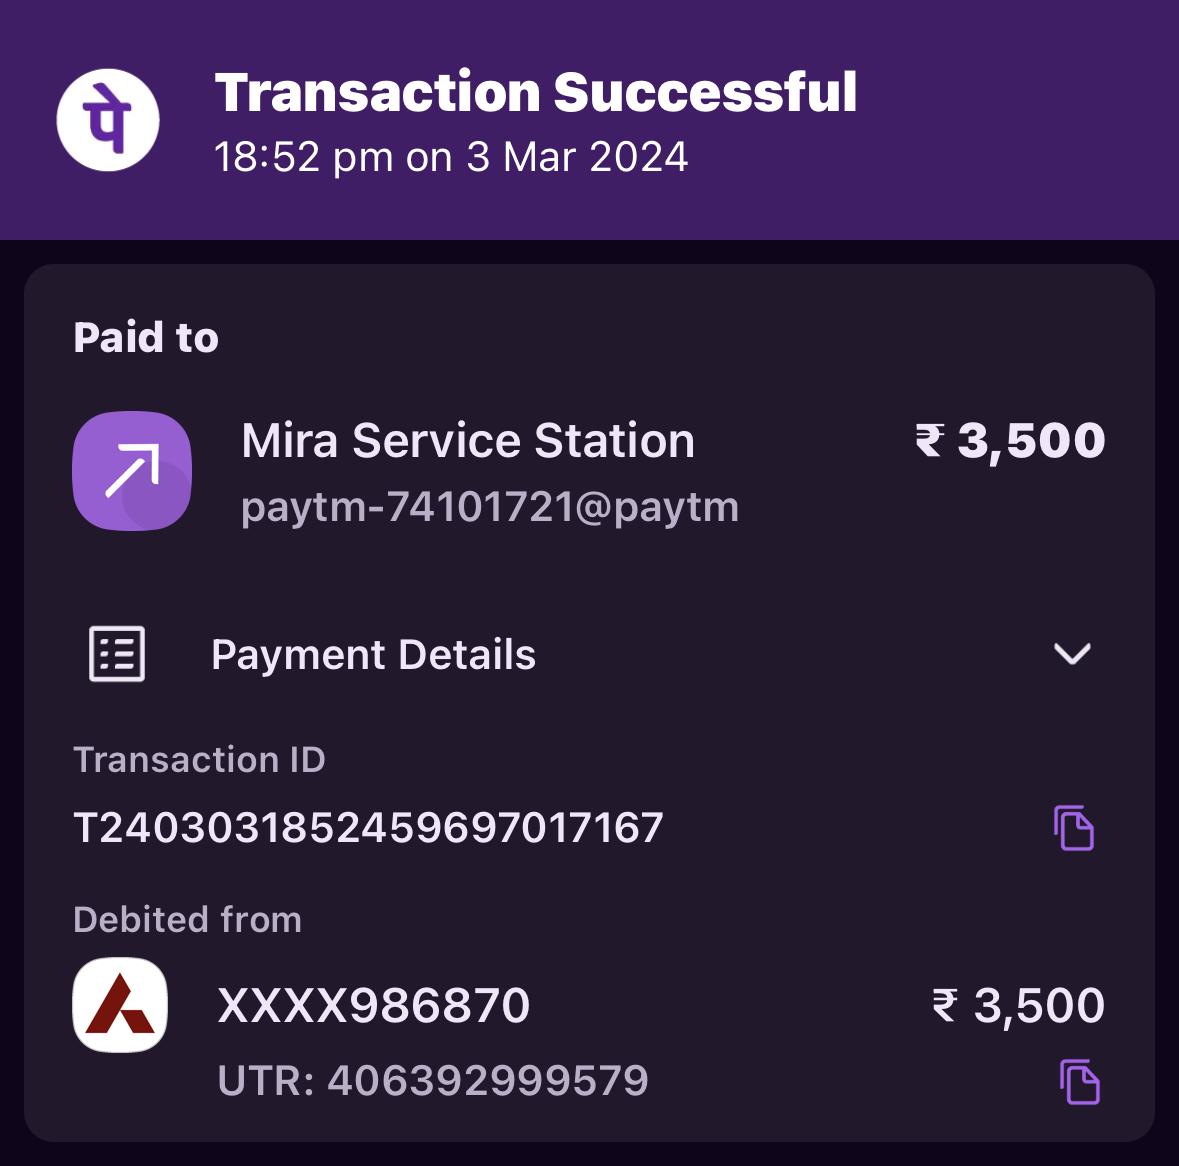 पे
Transaction Successful
18:52 pm on 3 Mar 2024
Paid to
Mira Service Station ₹ 3,500
paytm-74101721@paytm
Payment Details
Transaction ID
T2403031852459697017167
Debited from
XXXX986870 ₹ 3,500
UTR: 406392999579